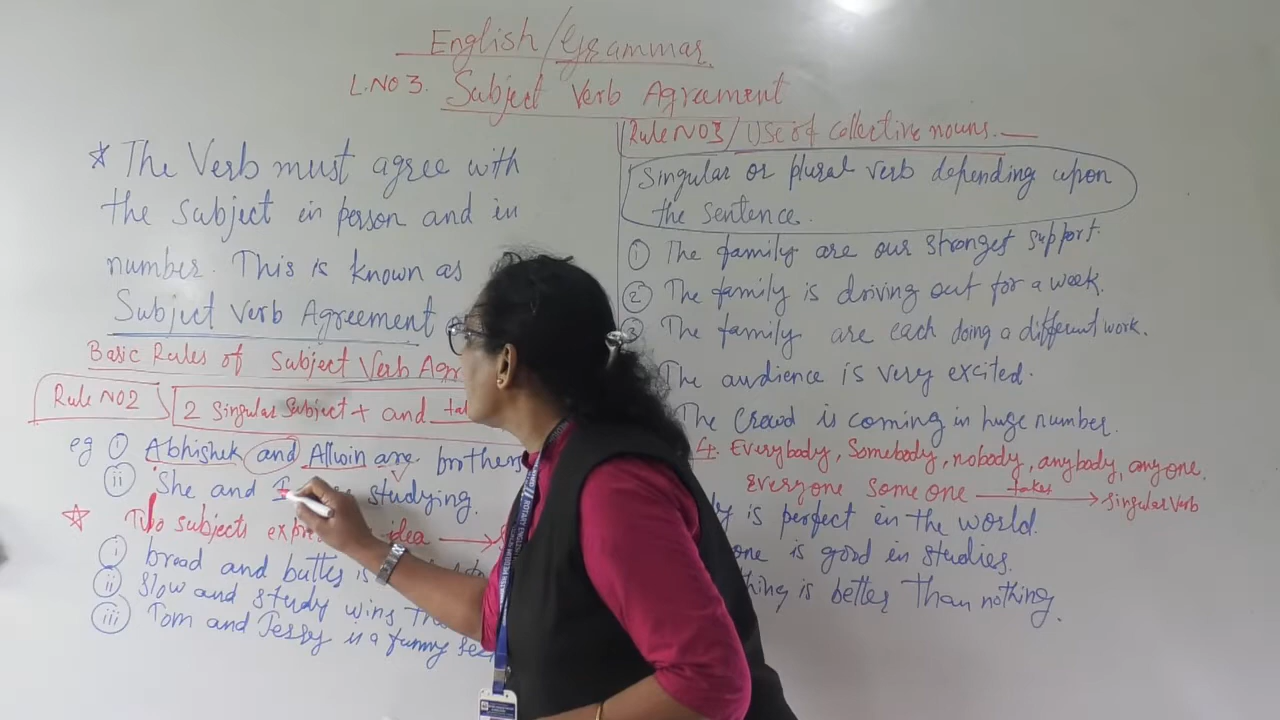 English/Grammar.
L.NO 3. Subject Verb Agreement
* The Verb must agree with
the subject in person and in
number. This is known as
Subject Verb Agreement
Basic Rules of Subject Verb Agr
Rule NO2 2 Singular Subject + and ta
eg i Abhishek and Allwin are brothers
ii She and I studying.
* Two subjects idea
i bread and butter is
ii Slow and study wins
iii Tom and Jerry is a funny
Rule NO3/Use of Collective nouns.
Singular or plural verb depending upon
the sentence.
1 The family are our strongest support.
2 The family is driving out for a week.
3 The family are each doing a different work.
The audience is very excited.
The Crowd is coming in huge number.
4. Everybody, Somebody, nobody, anybody, anyone.
Everyone Some one takes Singular Verb
is perfect in the world.
one is good in studies.
thing is better Than nothing.